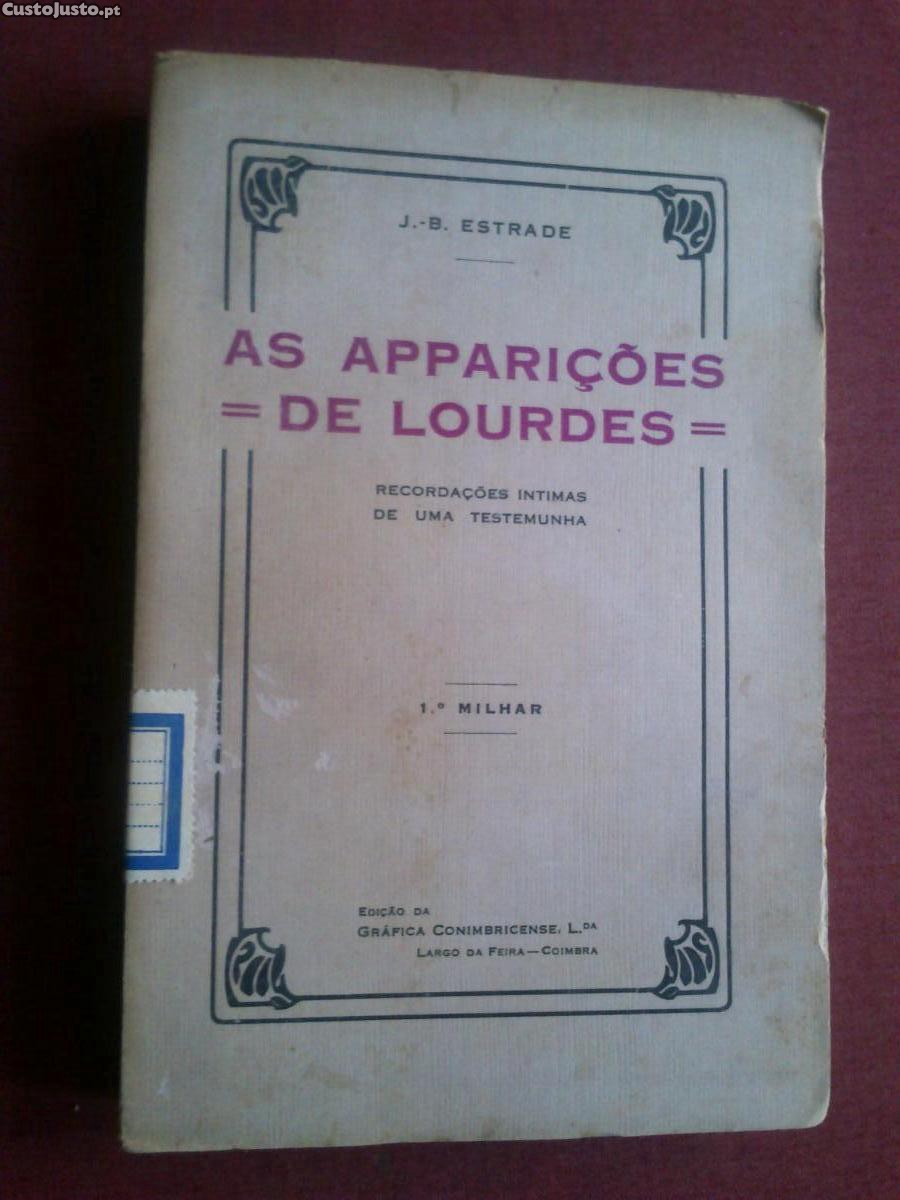 CustoJusto.pt
J.-B. ESTRADE
AS APPARIÇÕES
= DE LOURDES =
RECORDAÇÕES INTIMAS
DE UMA TESTEMUNHA
1.º MILHAR
EDIÇÃO DA
GRÁFICA CONIMBRICENSE, L.DA
LARGO DA FEIRA — COIMBRA